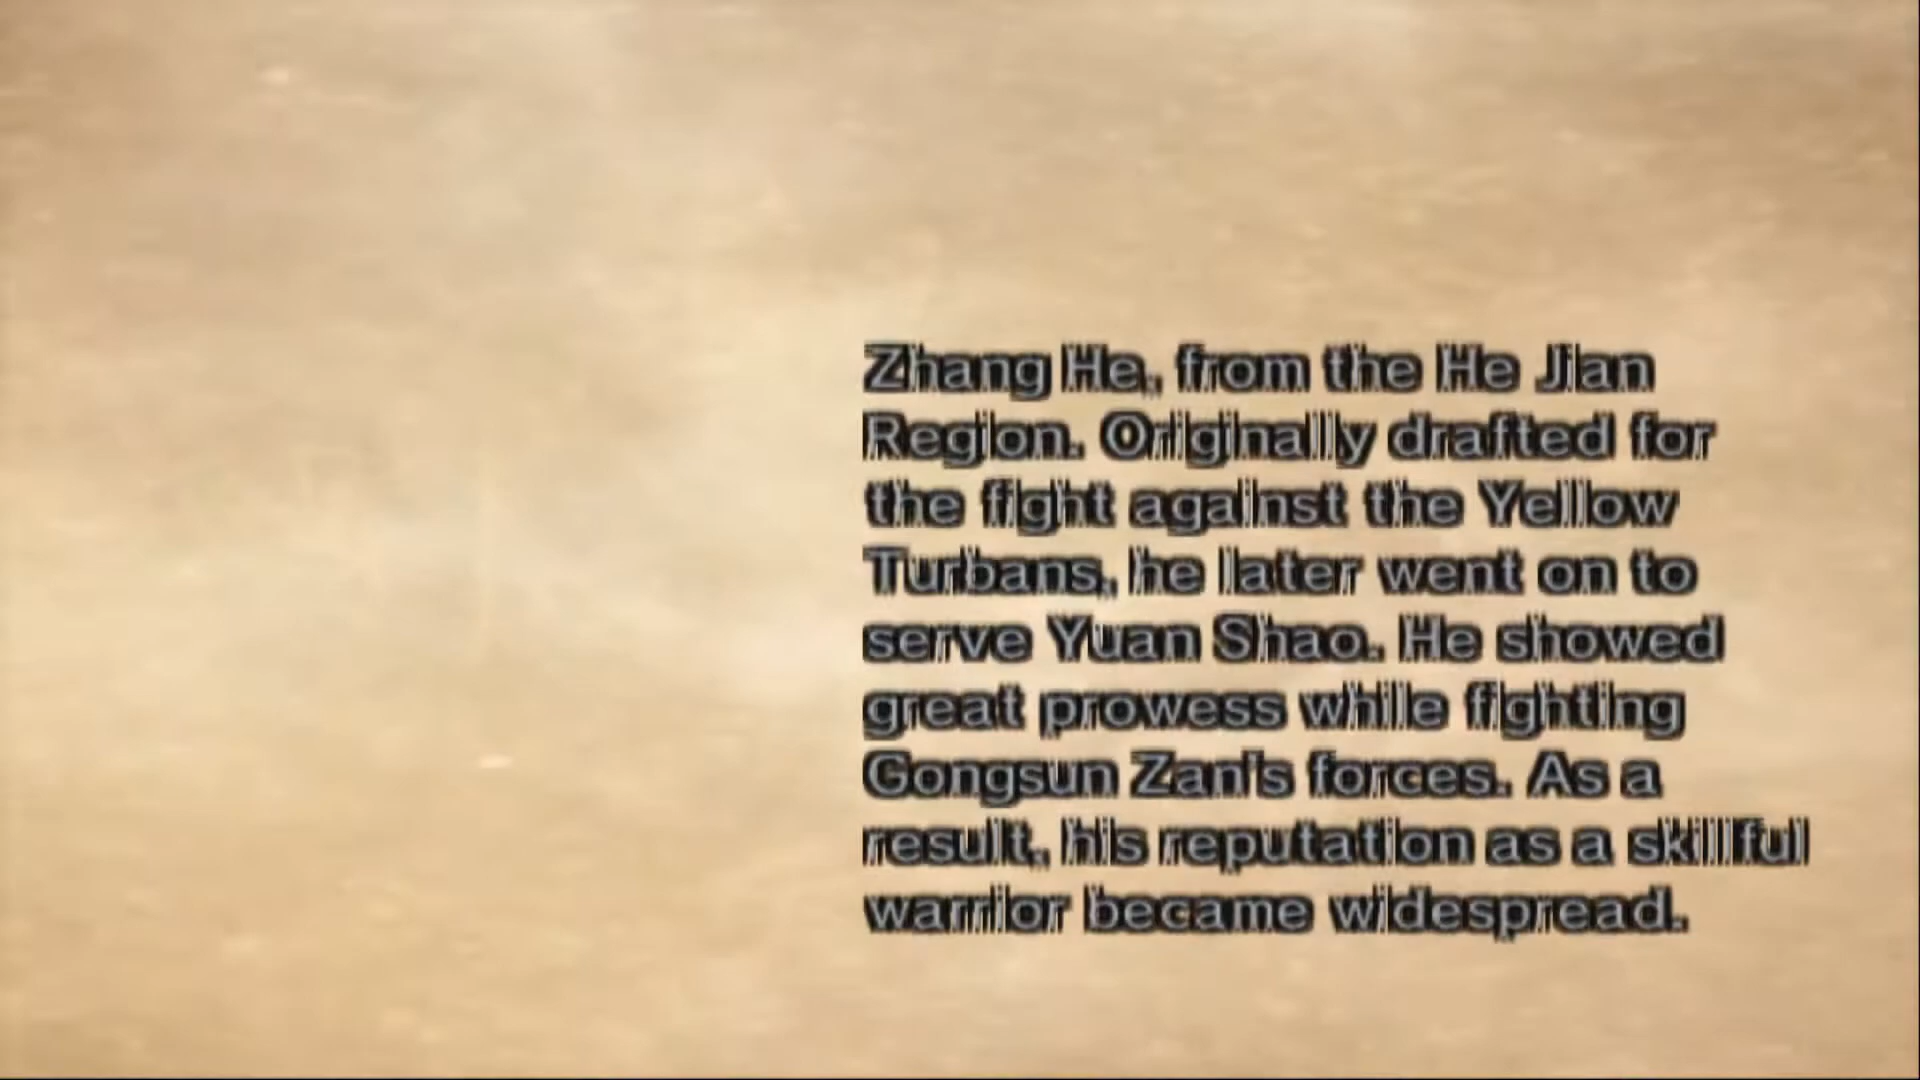 Zhang He, from the He Jian
Region. Originally drafted for
the fight against the Yellow
Turbans, he later went on to
serve Yuan Shao. He showed
great prowess while fighting
Gongsun Zan's forces. As a
result, his reputation as a skillful
warrior became widespread.